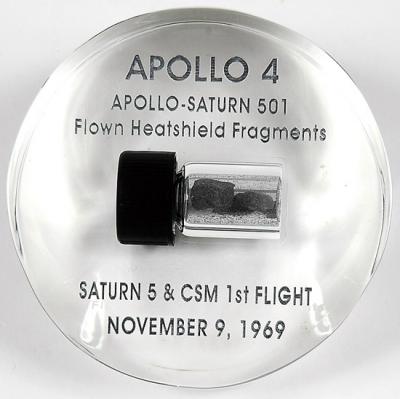 APOLLO 4
APOLLO-SATURN 501
Flown Heatshield Fragments
SATURN 5 & CSM 1st FLIGHT
NOVEMBER 9, 1969